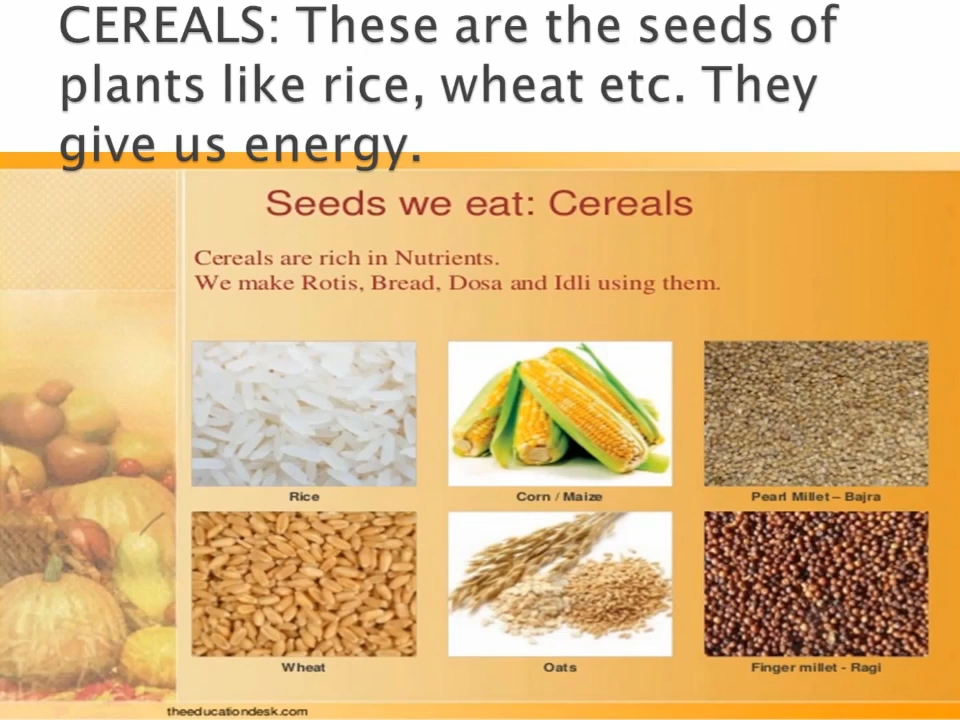 CEREALS: These are the seeds of
plants like rice, wheat etc. They
give us energy.
Seeds we eat: Cereals
Cereals are rich in Nutrients.
We make Rotis, Bread, Dosa and Idli using them.
Rice
Corn / Maize
Pearl Millet – Bajra
Wheat
Oats
Finger millet - Ragi
theeducationdesk.com